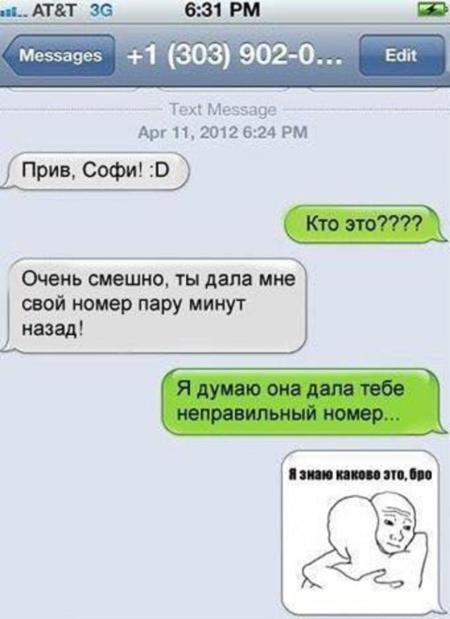 AT&T 3G 6:31 PM
Messages +1 (303) 902-0... Edit
Text Message
Apr 11, 2012 6:24 PM
Прив, Софи! :D
Кто это????
Очень смешно, ты дала мне
свой номер пару минут
назад!
Я думаю она дала тебе
неправильный номер...
Я знаю каково это, бро